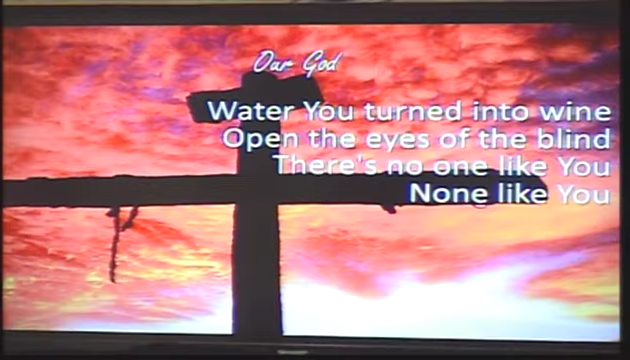 Our God
Water You turned into wine
Open the eyes of the blind
There's no one like You
None like You